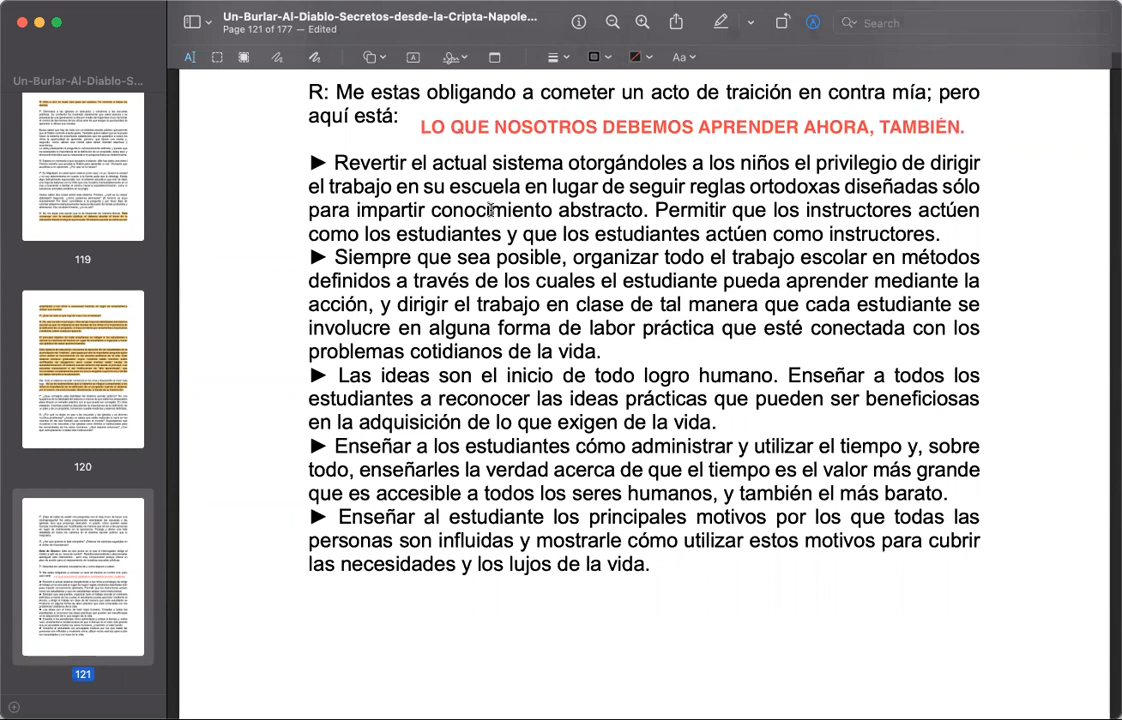 Un-Burlar-Al-Diablo-Secretos-desde-la-Cripta-Napole...
Page 121 of 177 — Edited
Search
Un-Burlar-Al-Diablo-S...
119
120
121
R: Me estas obligando a cometer un acto de traición en contra mía; pero
aquí está:
LO QUE NOSOTROS DEBEMOS APRENDER AHORA, TAMBIÉN.
► Revertir el actual sistema otorgándoles a los niños el privilegio de dirigir
el trabajo en su escuela en lugar de seguir reglas ortodoxas diseñadas sólo
para impartir conocimiento abstracto. Permitir que los instructores actúen
como los estudiantes y que los estudiantes actúen como instructores.
► Siempre que sea posible, organizar todo el trabajo escolar en métodos
definidos a través de los cuales el estudiante pueda aprender mediante la
acción, y dirigir el trabajo en clase de tal manera que cada estudiante se
involucre en alguna forma de labor práctica que esté conectada con los
problemas cotidianos de la vida.
► Las ideas son el inicio de todo logro humano. Enseñar a todos los
estudiantes a reconocer las ideas prácticas que pueden ser beneficiosas
en la adquisición de lo que exigen de la vida.
► Enseñar a los estudiantes cómo administrar y utilizar el tiempo y, sobre
todo, enseñarles la verdad acerca de que el tiempo es el valor más grande
que es accesible a todos los seres humanos, y también el más barato.
► Enseñar al estudiante los principales motivos por los que todas las
personas son influidas y mostrarle cómo utilizar estos motivos para cubrir
las necesidades y los lujos de la vida.